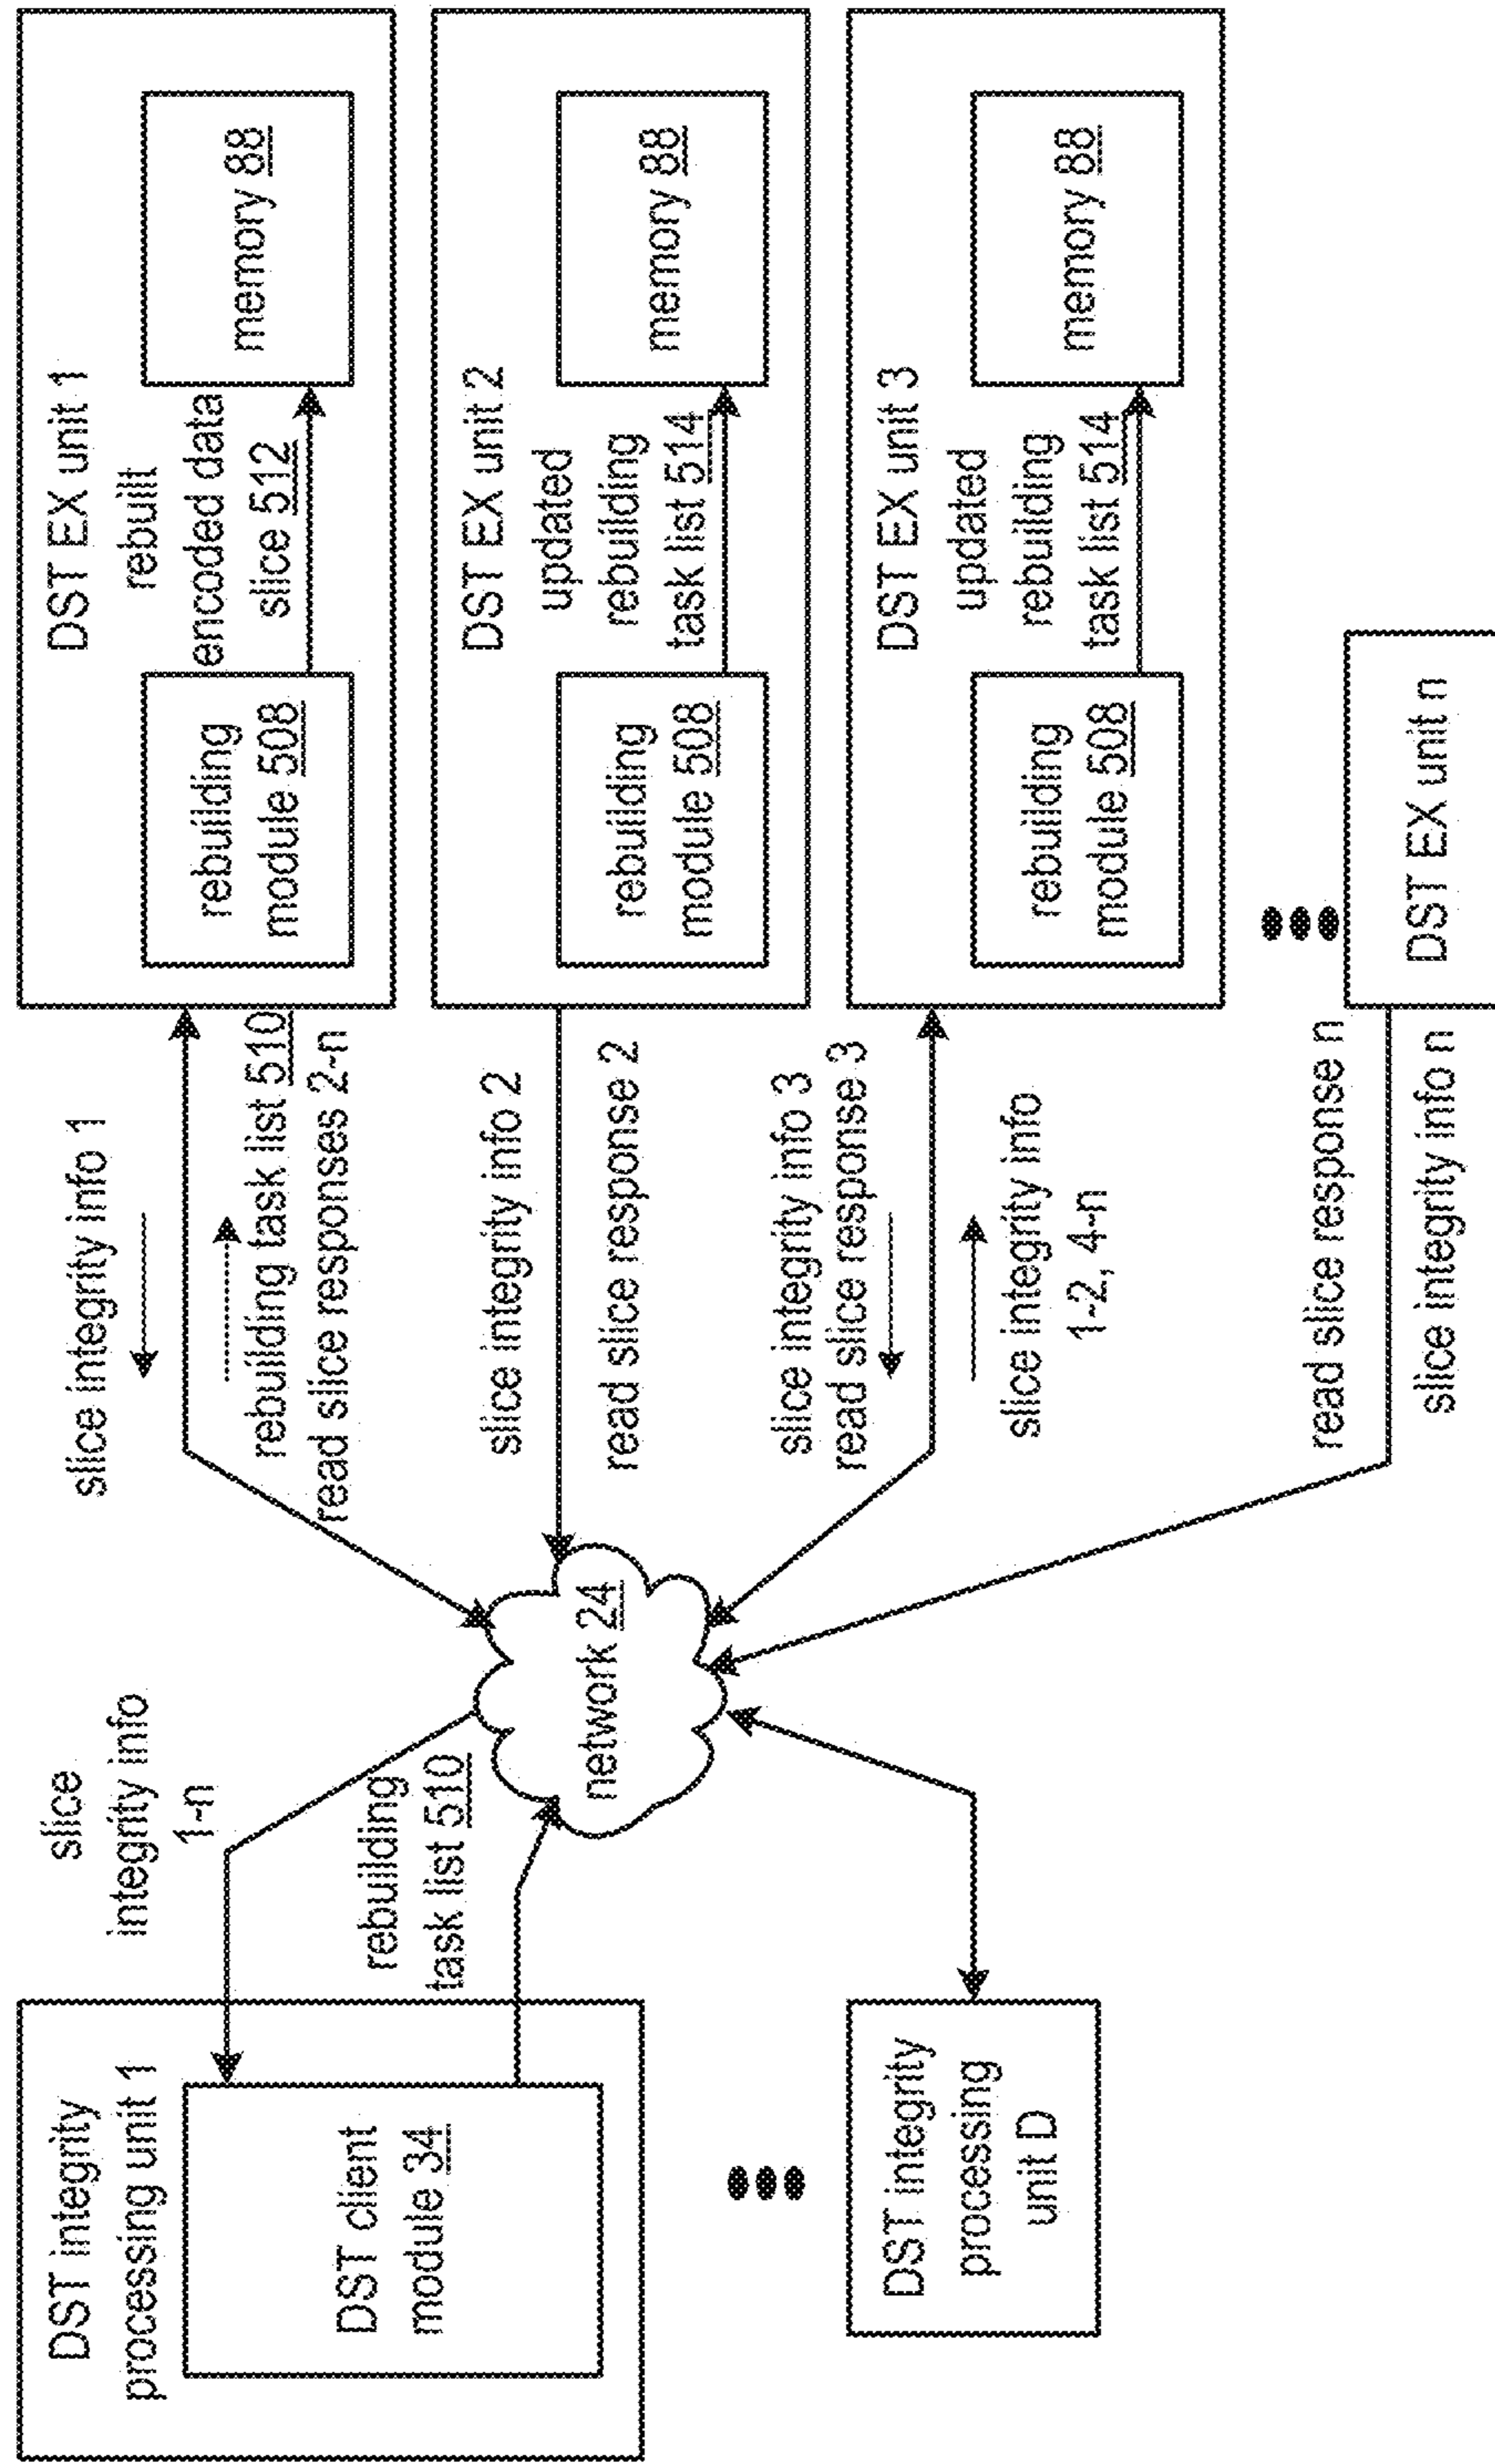 DST integrity
processing unit 1
DST client
module 34
DST integrity
processing
unit D
slice
integrity info
1-n
rebuilding
task list 510
network 24
slice integrity info 1
rebuilding task list 510
read slice responses 2-n
slice integrity info 2
read slice response 2
slice integrity info 3
read slice response 3
slice integrity info
1-2, 4-n
read slice response n
slice integrity info n
DST EX unit 1
rebuilding
module 508
rebuilt
encoded data
slice 512
memory 88
DST EX unit 2
rebuilding
module 508
updated
rebuilding
task list 514
memory 88
DST EX unit 3
rebuilding
module 508
updated
rebuilding
task list 514
memory 88
DST EX unit n